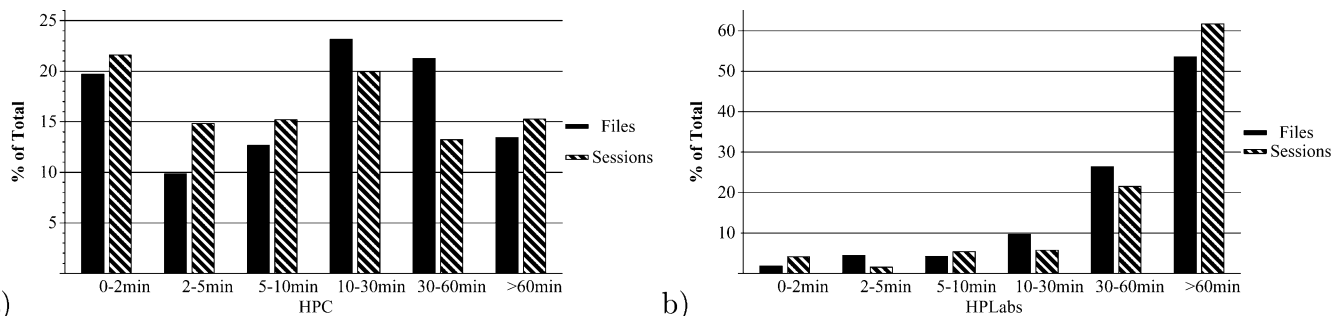 25
20
15
10
5
% of Total
Files
Sessions
0-2min 2-5min 5-10min 10-30min 30-60min >60min
HPC
)
60
50
40
30
20
10
% of Total
Files
Sessions
0-2min 2-5min 5-10min 10-30min 30-60min >60min
HPLabs
b)